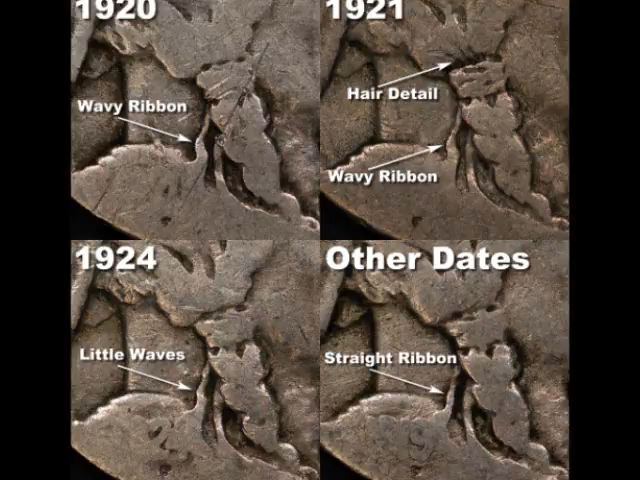 1920
1921
Wavy Ribbon
Hair Detail
Wavy Ribbon
1924
Other Dates
Little Waves
Straight Ribbon